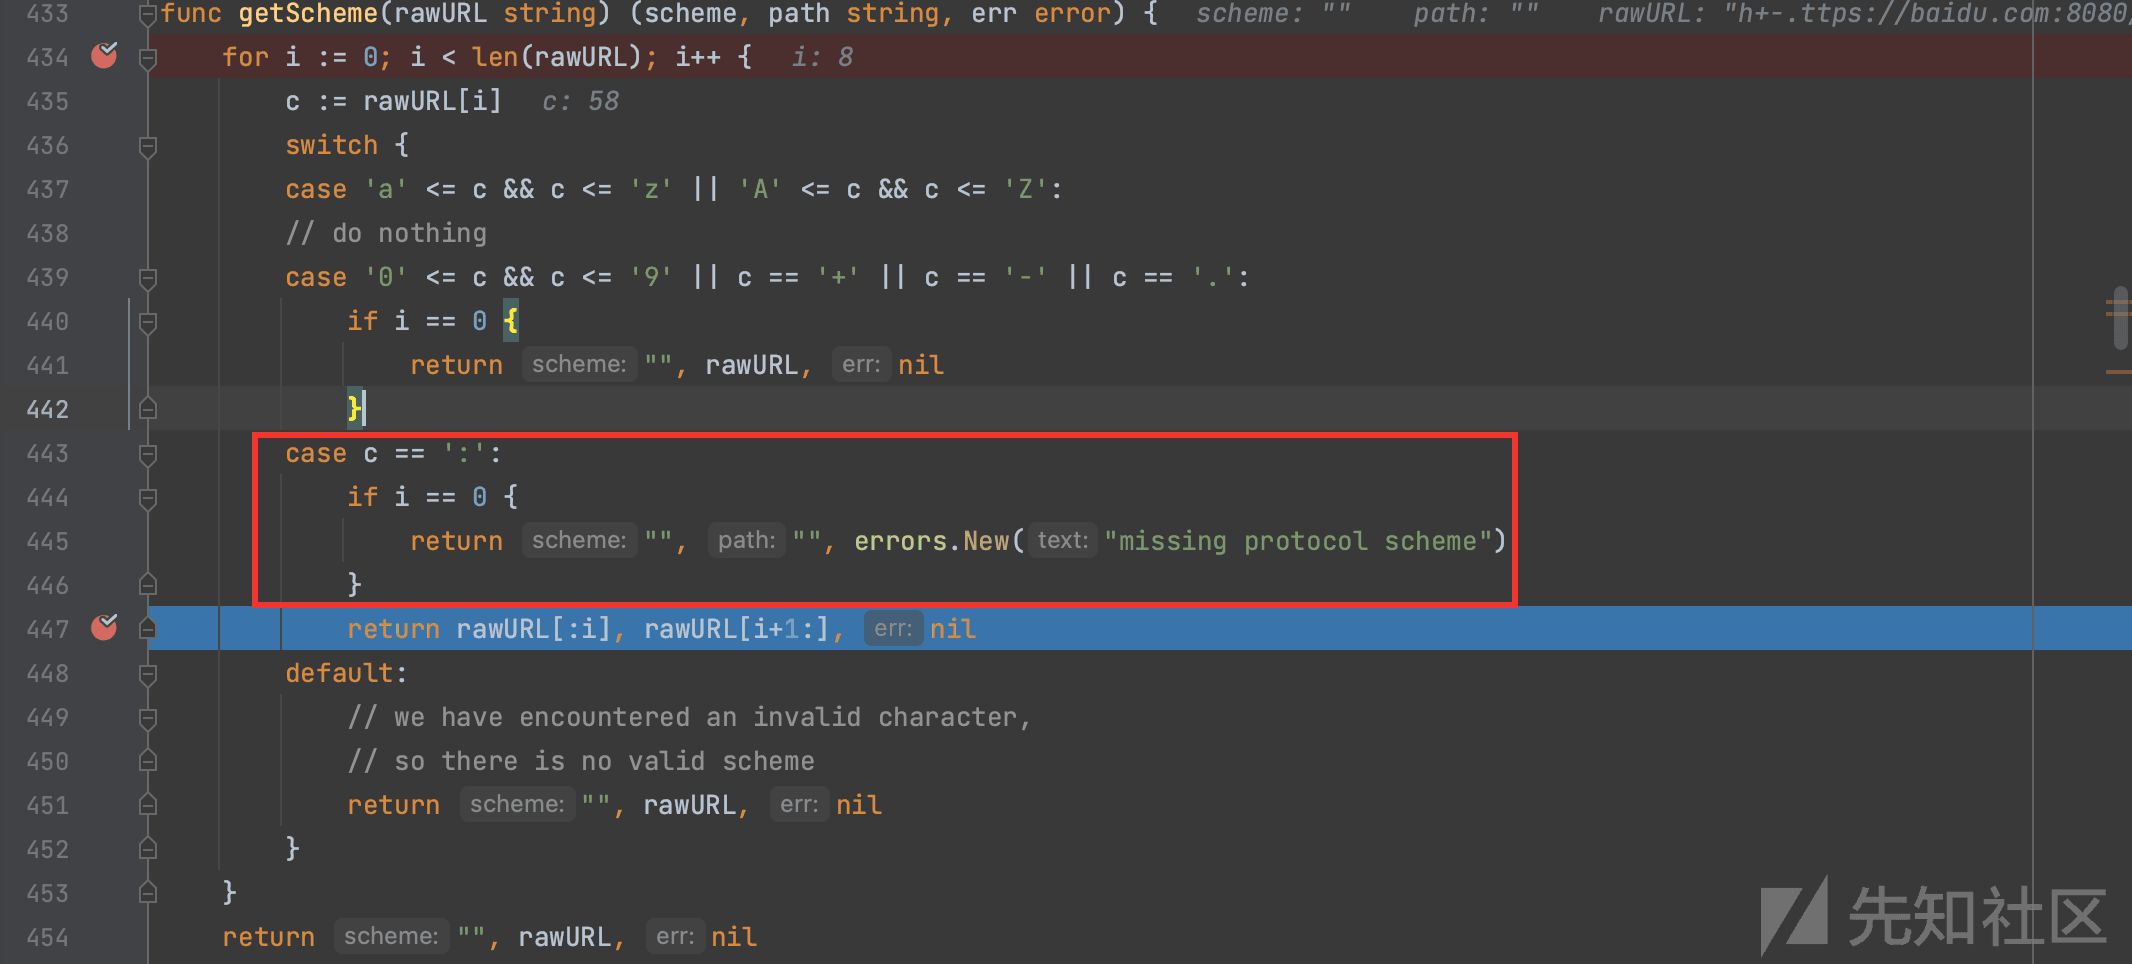 433 func getScheme(rawURL string) (scheme, path string, err error) { scheme: "" path: "" rawURL: "h+-.ttps://baidu.com:8080/
434 for i := 0; i < len(rawURL); i++ { i: 8
435 c := rawURL[i] c: 58
436 switch {
437 case 'a' <= c && c <= 'z' || 'A' <= c && c <= 'Z':
438 // do nothing
439 case '0' <= c && c <= '9' || c == '+' || c == '-' || c == '.':
440 if i == 0 {
441 return scheme: "", rawURL, err: nil
442 }
443 case c == ':':
444 if i == 0 {
445 return scheme: "", path: "", errors.New( text: "missing protocol scheme")
446 }
447 return rawURL[:i], rawURL[i+1:], err: nil
448 default:
449 // we have encountered an invalid character,
450 // so there is no valid scheme
451 return scheme: "", rawURL, err: nil
452 }
453 }
454 return scheme: "", rawURL, err: nil
先知社区